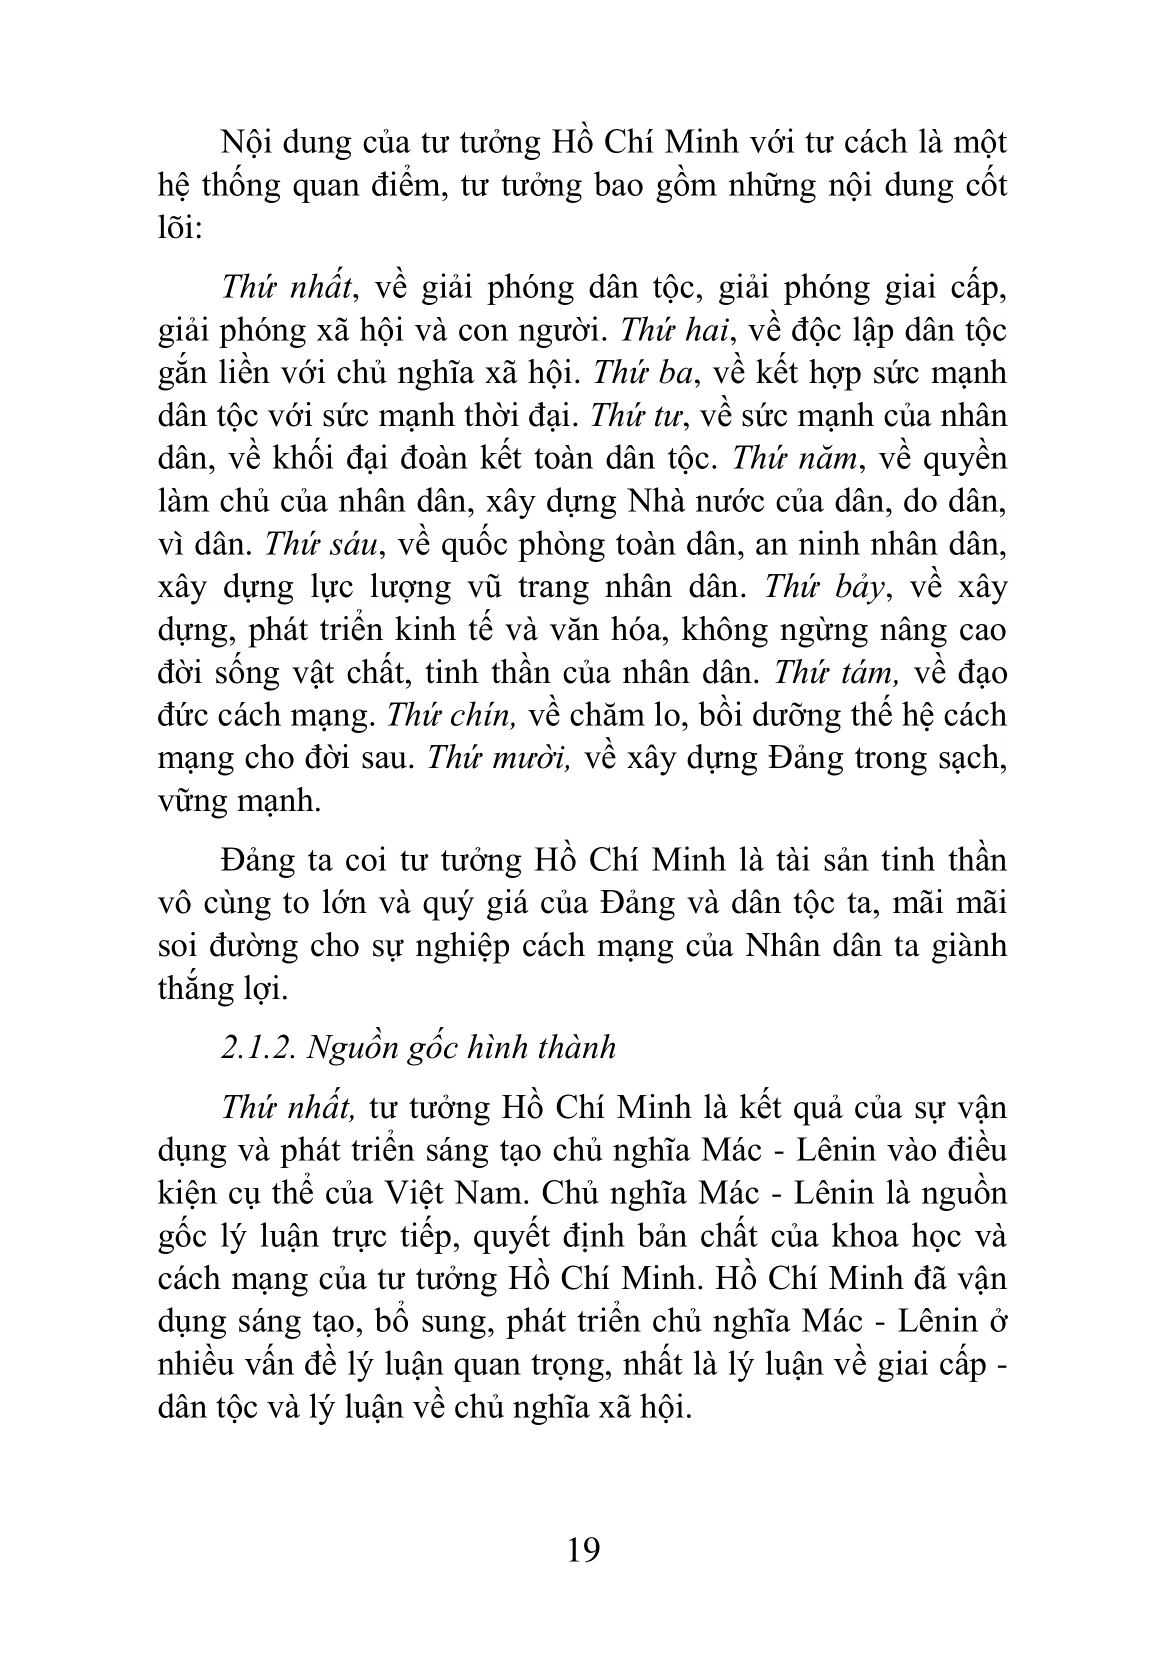 Nội dung của tư tưởng Hồ Chí Minh với tư cách là một
hệ thống quan điểm, tư tưởng bao gồm những nội dung cốt
lõi:
Thứ nhất, về giải phóng dân tộc, giải phóng giai cấp,
giải phóng xã hội và con người. Thứ hai, về độc lập dân tộc
gắn liền với chủ nghĩa xã hội. Thứ ba, về kết hợp sức mạnh
dân tộc với sức mạnh thời đại. Thứ tư, về sức mạnh của nhân
dân, về khối đại đoàn kết toàn dân tộc. Thứ năm, về quyền
làm chủ của nhân dân, xây dựng Nhà nước của dân, do dân,
vì dân. Thứ sáu, về quốc phòng toàn dân, an ninh nhân dân,
xây dựng lực lượng vũ trang nhân dân. Thứ bảy, về xây
dựng, phát triển kinh tế và văn hóa, không ngừng nâng cao
đời sống vật chất, tinh thần của nhân dân. Thứ tám, về đạo
đức cách mạng. Thứ chín, về chăm lo, bồi dưỡng thế hệ cách
mạng cho đời sau. Thứ mười, về xây dựng Đảng trong sạch,
vững mạnh.
Đảng ta coi tư tưởng Hồ Chí Minh là tài sản tinh thần
vô cùng to lớn và quý giá của Đảng và dân tộc ta, mãi mãi
soi đường cho sự nghiệp cách mạng của Nhân dân ta giành
thắng lợi.
2.1.2. Nguồn gốc hình thành
Thứ nhất, tư tưởng Hồ Chí Minh là kết quả của sự vận
dụng và phát triển sáng tạo chủ nghĩa Mác - Lênin vào điều
kiện cụ thể của Việt Nam. Chủ nghĩa Mác - Lênin là nguồn
gốc lý luận trực tiếp, quyết định bản chất của khoa học và
cách mạng của tư tưởng Hồ Chí Minh. Hồ Chí Minh đã vận
dụng sáng tạo, bổ sung, phát triển chủ nghĩa Mác - Lênin ở
nhiều vấn đề lý luận quan trọng, nhất là lý luận về giai cấp -
dân tộc và lý luận về chủ nghĩa xã hội.
19